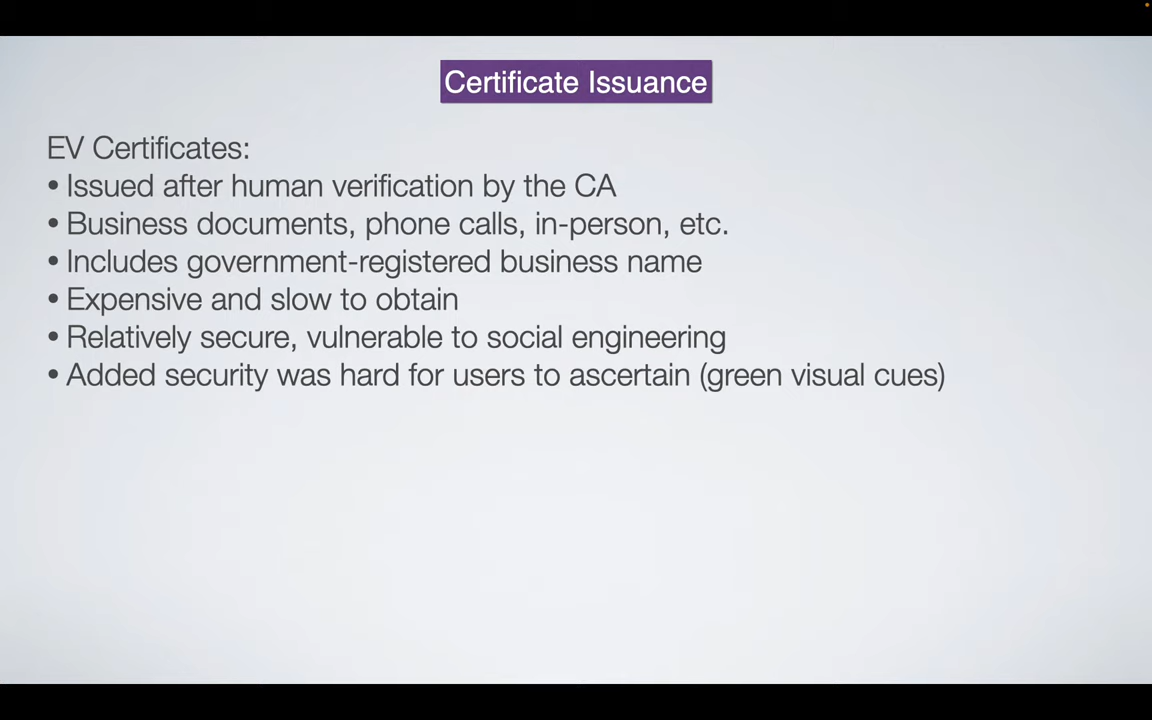 Certificate Issuance
EV Certificates:
• Issued after human verification by the CA
• Business documents, phone calls, in-person, etc.
• Includes government-registered business name
• Expensive and slow to obtain
• Relatively secure, vulnerable to social engineering
• Added security was hard for users to ascertain (green visual cues)